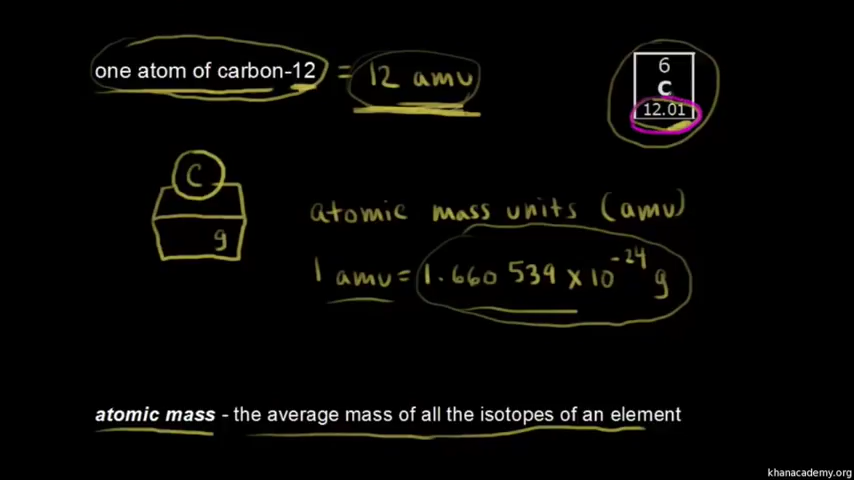 one atom of carbon-12 = 12 amu
6
C
12.01
C
g
atomic mass units (amu)
1 amu = 1.660 539 x 10⁻²⁴ g
atomic mass - the average mass of all the isotopes of an element
khanacademy.org